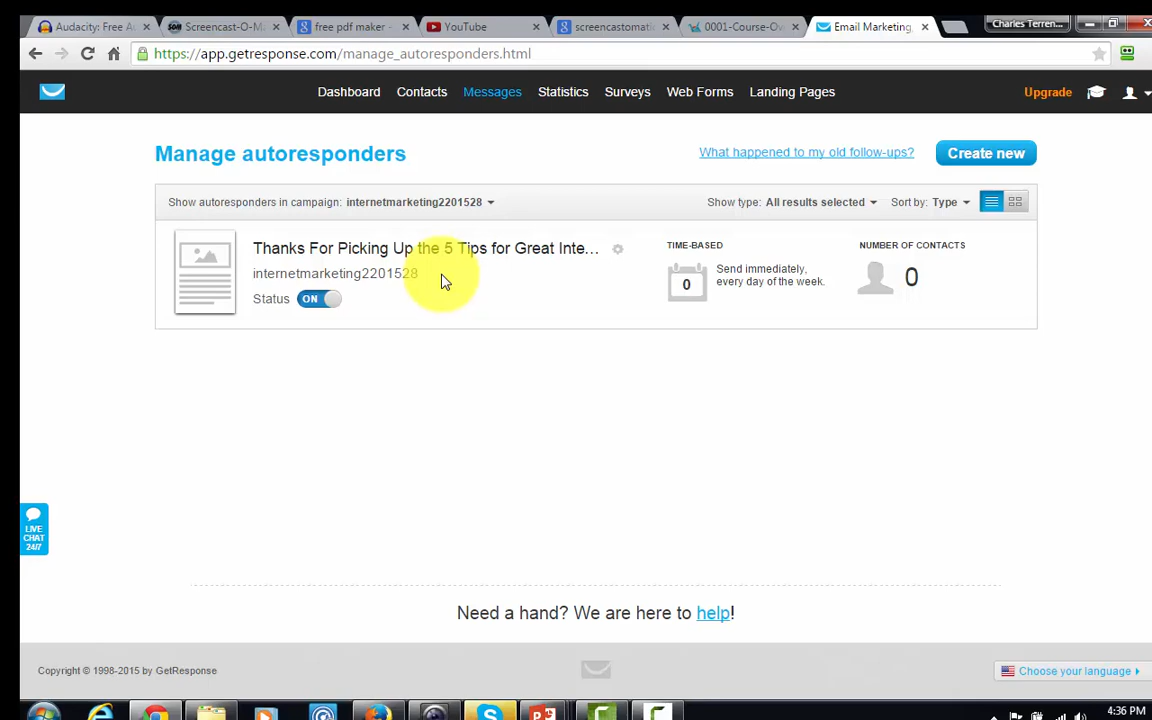 Audacity: Free Au
Screencast-O-M
free pdf maker -
YouTube
screencastomatic
0001-Course-Ov
Email Marketing,
Charles Terren...
https://app.getresponse.com/manage_autoresponders.html
Dashboard Contacts Messages Statistics Surveys Web Forms Landing Pages Upgrade
Manage autoresponders
What happened to my old follow-ups?
Create new
Show autoresponders in campaign: internetmarketing2201528
Show type: All results selected
Sort by: Type
Thanks For Picking Up the 5 Tips for Great Inte...
internetmarketing2201528
Status ON
TIME-BASED
0
Send immediately,
every day of the week.
NUMBER OF CONTACTS
0
LIVE
CHAT
24/7
Need a hand? We are here to help!
Copyright © 1998-2015 by GetResponse
Choose your language
4:36 PM